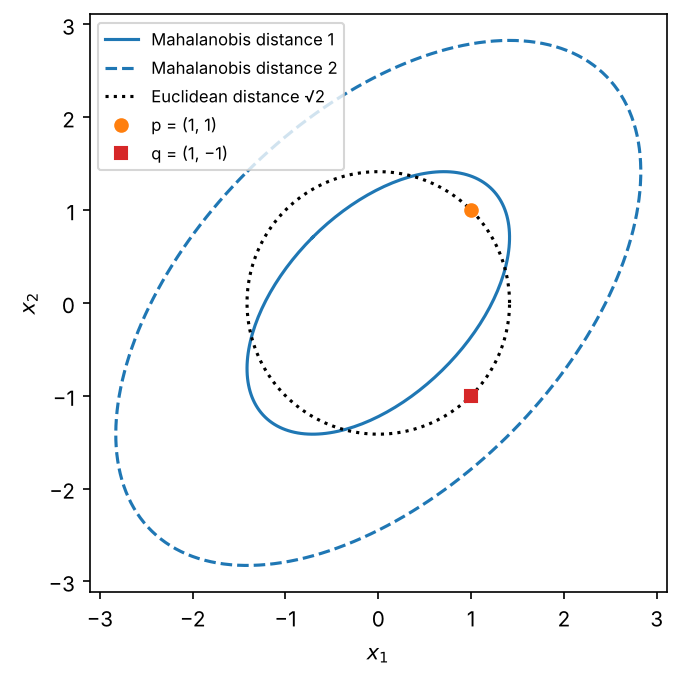 Mahalanobis distance 1
Mahalanobis distance 2
Euclidean distance √2
p = (1, 1)
q = (1, −1)
3
2
1
0
−1
−2
−3
x₂
−3
−2
−1
0
1
2
3
x₁